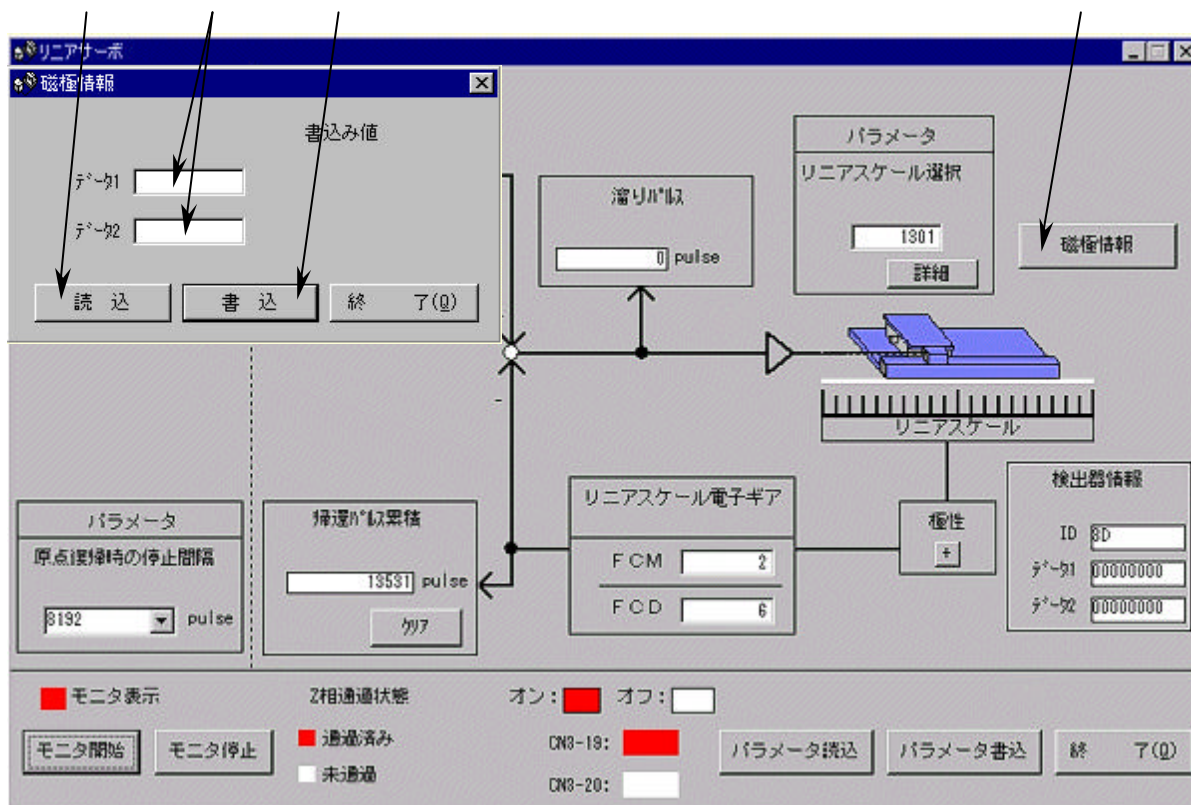 リニアサーボ
磁極情報
書込み値
データ1
データ2
読 込
書 込
終 了(Q)
溜りパルス
0 pulse
パラメータ
リニアスケール選択
1301
詳細
磁極情報
リニアスケール
-
パラメータ
原点復帰時の停止間隔
8192 pulse
帰還パルス累積
13531 pulse
クリア
リニアスケール電子ギア
FCM 2
FCD 6
極性
+
検出器情報
ID 8D
データ1 00000000
データ2 00000000
モニタ表示
モニタ開始
モニタ停止
Z相通過状態
通過済み
未通過
オン: オフ:
CN3-19:
CN3-20:
パラメータ読込
パラメータ書込
終 了(Q)